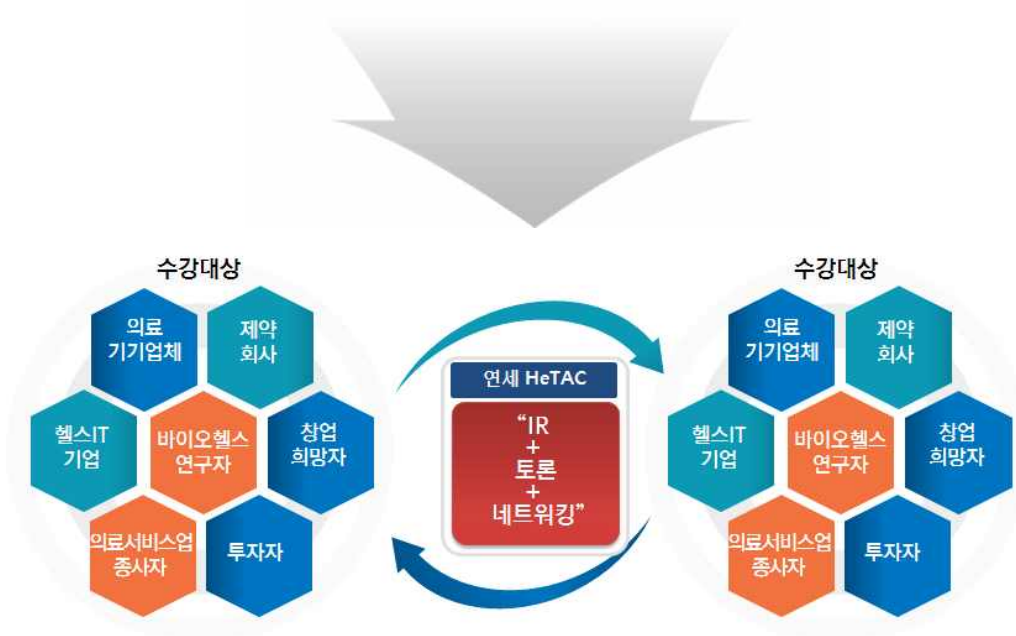 수강대상
의료
기기업체
제약
회사
헬스IT
기업
바이오헬스
연구자
창업
희망자
의료서비스업
종사자
투자자
연세 HeTAC
“IR
+
토론
+
네트워킹”
수강대상
의료
기기업체
제약
회사
헬스IT
기업
바이오헬스
연구자
창업
희망자
의료서비스업
종사자
투자자